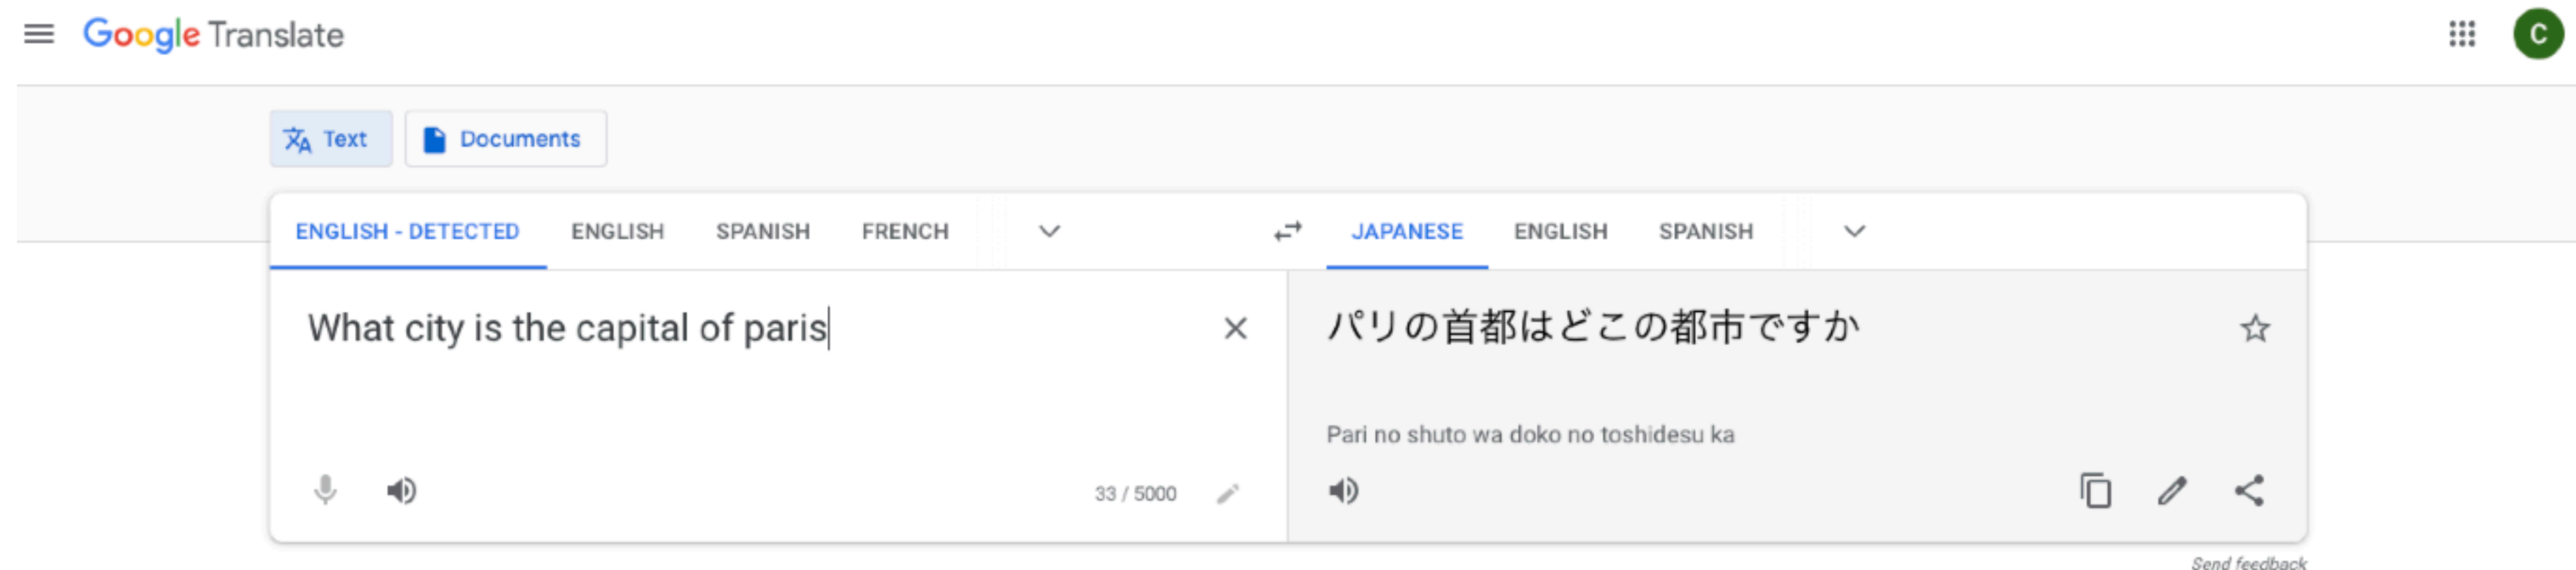 Google Translate
C
Text
Documents
ENGLISH - DETECTED ENGLISH SPANISH FRENCH
JAPANESE ENGLISH SPANISH
What city is the capital of paris
パリの首都はどこの都市ですか
Pari no shuto wa doko no toshidesu ka
33 / 5000
Send feedback